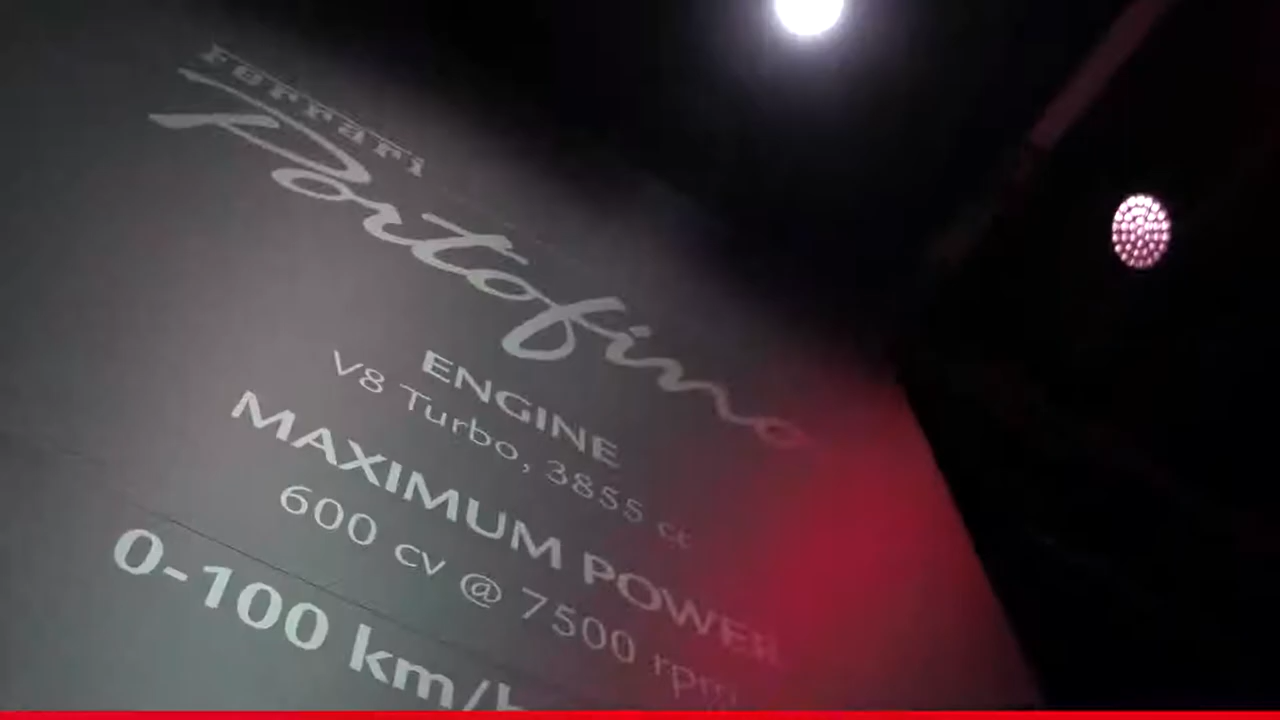 Ferrari
Portofino
ENGINE
V8 Turbo, 3855 cc
MAXIMUM POWER
600 cv @ 7500 rpm
0-100 km/h